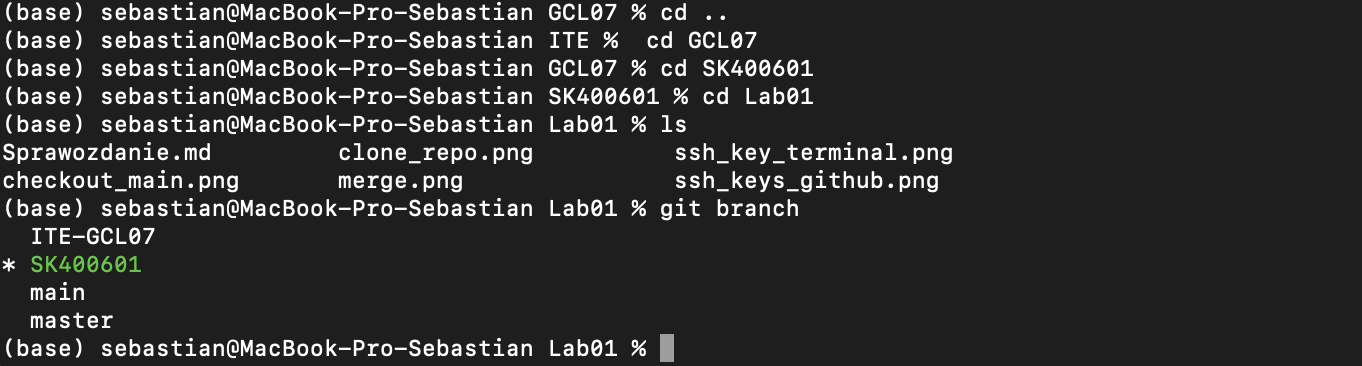 (base) sebastian@MacBook-Pro-Sebastian GCL07 % cd ..
(base) sebastian@MacBook-Pro-Sebastian ITE %  cd GCL07
(base) sebastian@MacBook-Pro-Sebastian GCL07 % cd SK400601
(base) sebastian@MacBook-Pro-Sebastian SK400601 % cd Lab01
(base) sebastian@MacBook-Pro-Sebastian Lab01 % ls
Sprawozdanie.md         clone_repo.png          ssh_key_terminal.png
checkout_main.png       merge.png               ssh_keys_github.png
(base) sebastian@MacBook-Pro-Sebastian Lab01 % git branch
  ITE-GCL07
* SK400601
  main
  master
(base) sebastian@MacBook-Pro-Sebastian Lab01 %